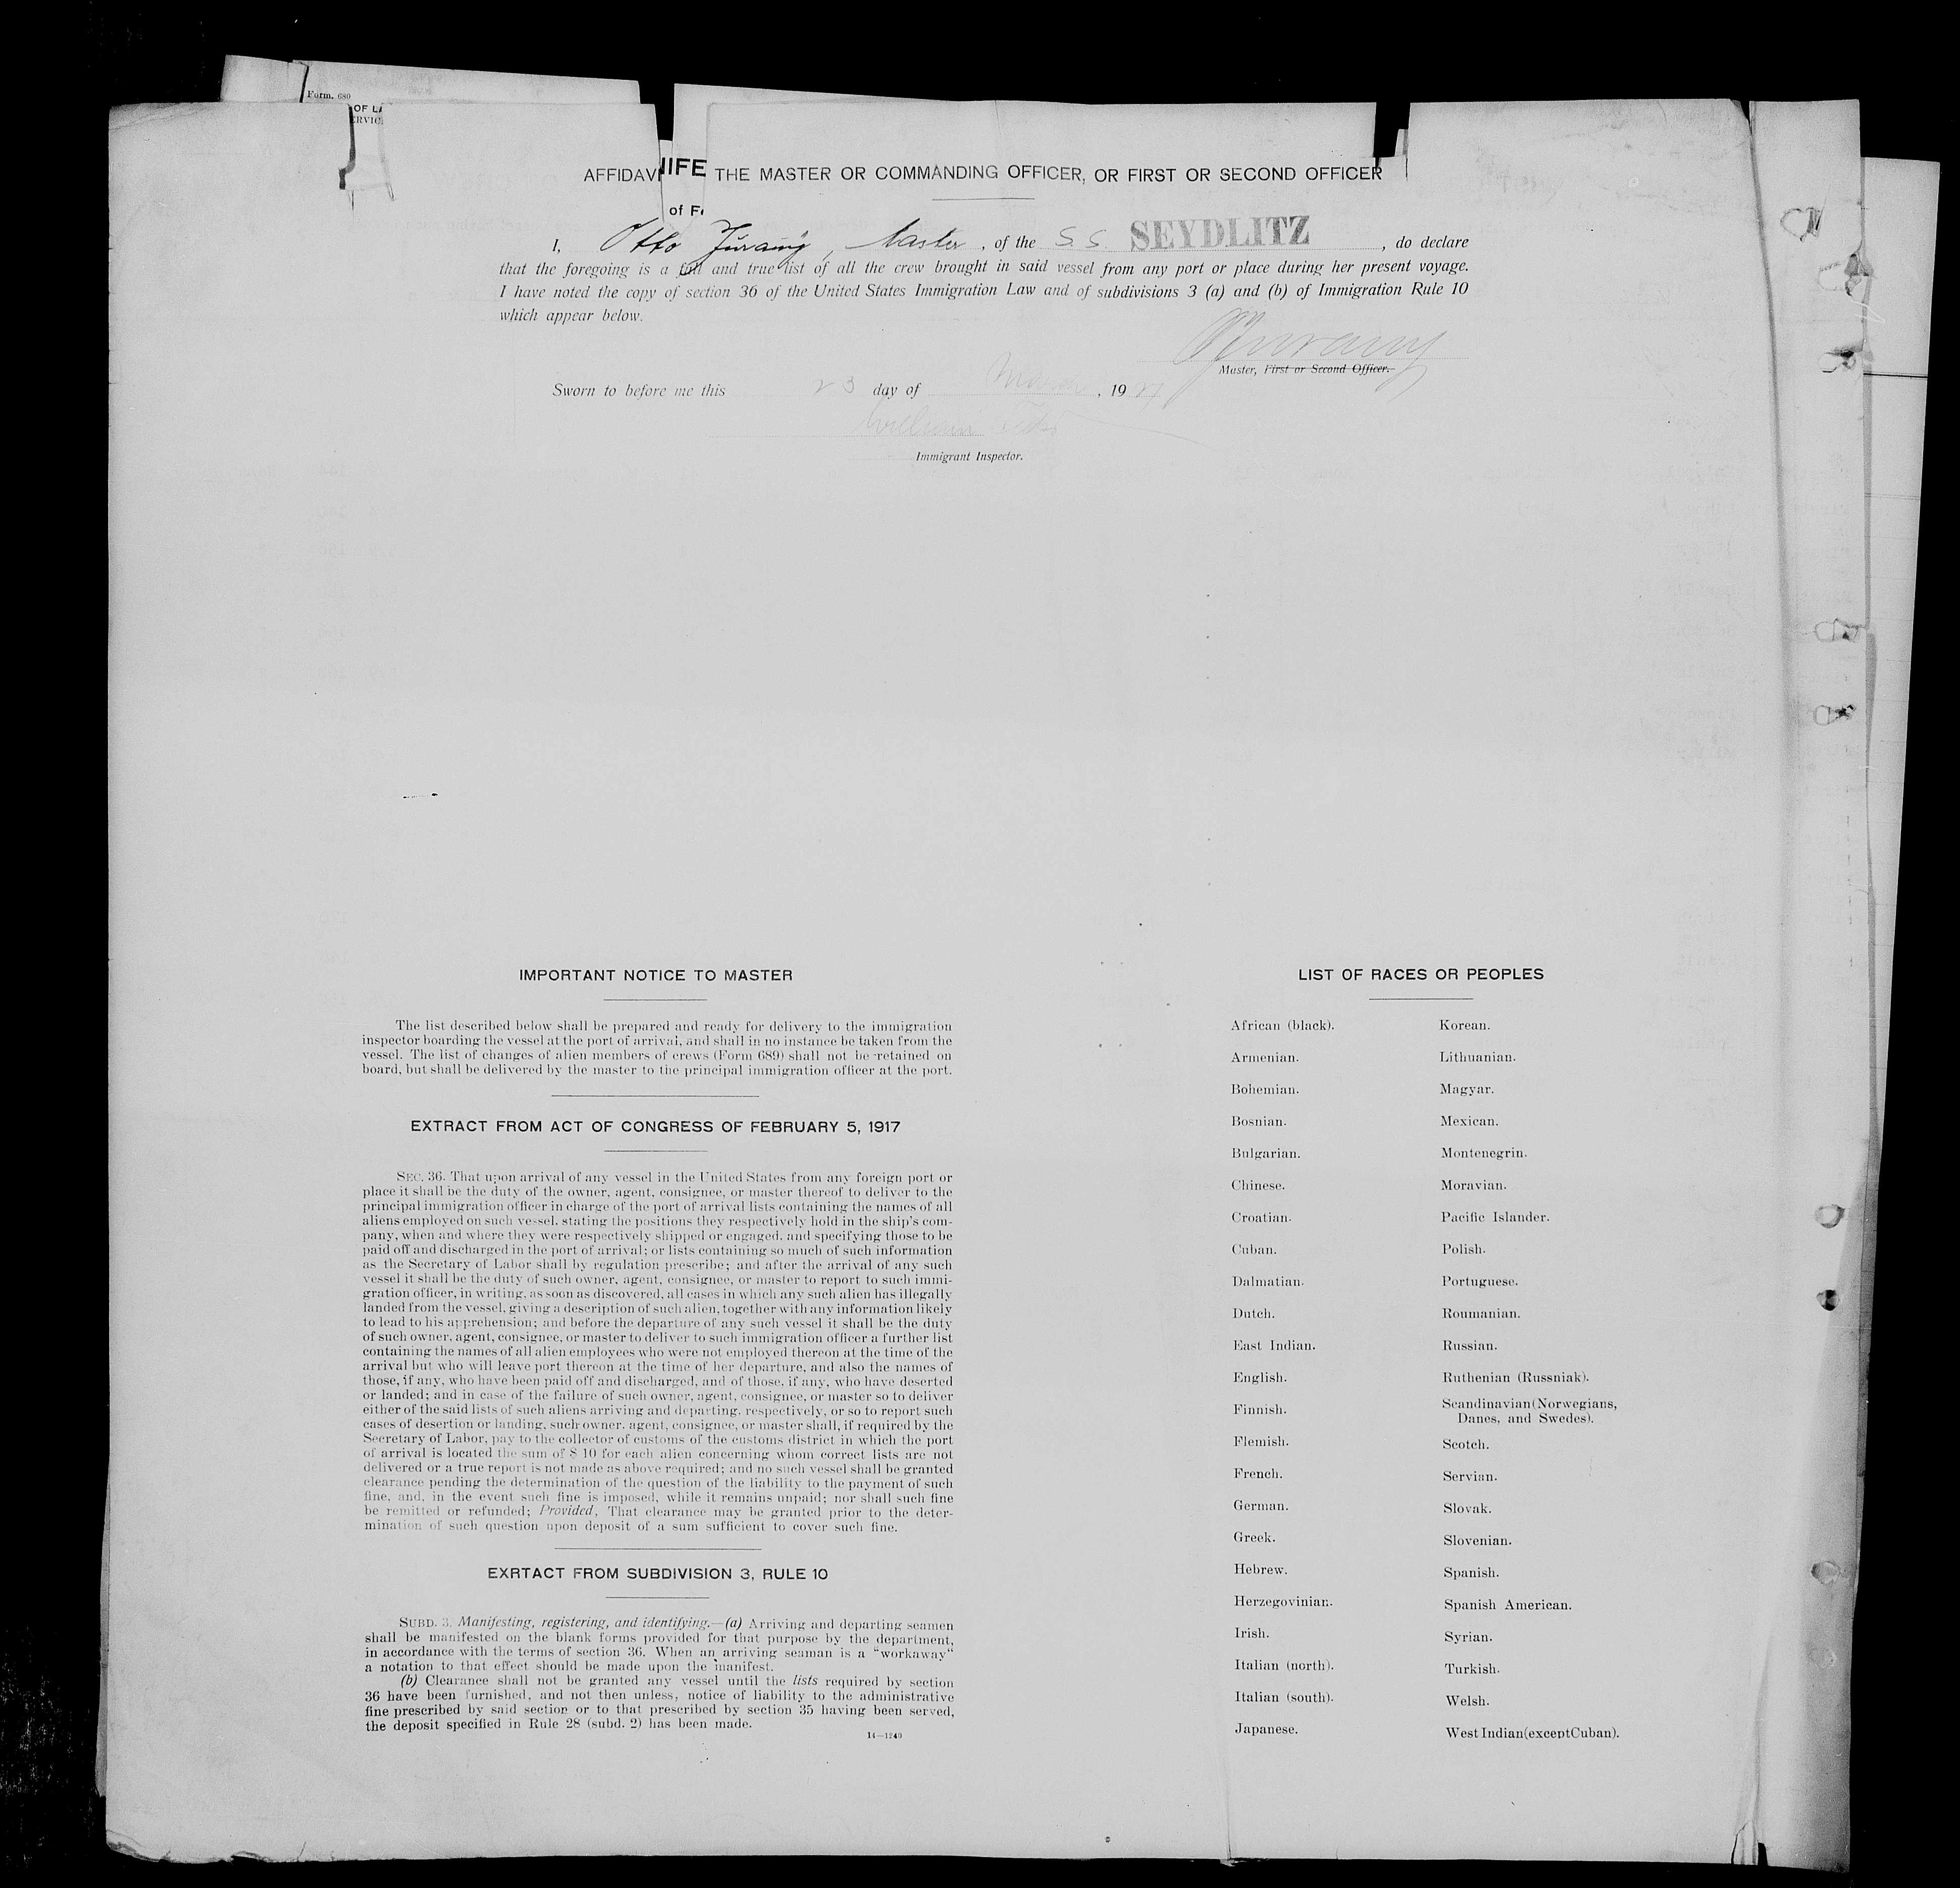 Form. 689
OF LA
ERVIC
AFFIDAVI NIFE THE MASTER OR COMMANDING OFFICER, OR FIRST OR SECOND OFFICER
of Fo
I, Otto , Master , of the S. S. SEYDLITZ , do declare
that the foregoing is a full and true list of all the crew brought in said vessel from any port or place during her present voyage.
I have noted the copy of section 36 of the United States Immigration Law and of subdivisions 3 (a) and (b) of Immigration Rule 10
which appear below.
Master, First or Second Officer.
Sworn to before me this 23 day of March , 19
William
Immigrant Inspector.
IMPORTANT NOTICE TO MASTER
The list described below shall be prepared and ready for delivery to the immigration
inspector boarding the vessel at the port of arrival, and shall in no instance be taken from the
vessel. The list of changes of alien members of crews (Form 689) shall not be retained on
board, but shall be delivered by the master to the principal immigration officer at the port.
EXTRACT FROM ACT OF CONGRESS OF FEBRUARY 5, 1917
SEC. 36. That upon arrival of any vessel in the United States from any foreign port or
place it shall be the duty of the owner, agent, consignee, or master thereof to deliver to the
principal immigration officer in charge of the port of arrival lists containing the names of all
aliens employed on such vessel, stating the positions they respectively hold in the ship's com-
pany, when and where they were respectively shipped or engaged, and specifying those to be
paid off and discharged in the port of arrival; or lists containing so much of such information
as the Secretary of Labor shall by regulation prescribe; and after the arrival of any such
vessel it shall be the duty of such owner, agent, consignee, or master to report to such immi-
gration officer, in writing, as soon as discovered, all cases in which any such alien has illegally
landed from the vessel, giving a description of such alien, together with any information likely
to lead to his apprehension; and before the departure of any such vessel it shall be the duty
of such owner, agent, consignee, or master to deliver to such immigration officer a further list
containing the names of all alien employees who were not employed thereon at the time of the
arrival but who will leave port thereon at the time of her departure, and also the names of
those, if any, who have been paid off and discharged, and of those, if any, who have deserted
or landed; and in case of the failure of such owner, agent, consignee, or master so to deliver
either of the said lists of such aliens arriving and departing, respectively, or so to report such
cases of desertion or landing, such owner, agent, consignee, or master shall, if required by the
Secretary of Labor, pay to the collector of customs of the customs district in which the port
of arrival is located the sum of $ 10 for each alien concerning whom correct lists are not
delivered or a true report is not made as above required; and no such vessel shall be granted
clearance pending the determination of the question of the liability to the payment of such
fine, and, in the event such fine is imposed, while it remains unpaid; nor shall such fine
be remitted or refunded; Provided, That clearance may be granted prior to the deter-
mination of such question upon deposit of a sum sufficient to cover such fine.
EXRTACT FROM SUBDIVISION 3, RULE 10
SUBD. 3. Manifesting, registering, and identifying.—(a) Arriving and departing seamen
shall be manifested on the blank forms provided for that purpose by the department,
in accordance with the terms of section 36. When an arriving seaman is a "workaway"
a notation to that effect should be made upon the manifest.
(b) Clearance shall not be granted any vessel until the lists required by section
36 have been furnished, and not then unless, notice of liability to the administrative
fine prescribed by said section or to that prescribed by section 35 having been served,
the deposit specified in Rule 28 (subd. 2) has been made.
14—1240
LIST OF RACES OR PEOPLES
African (black).
Armenian.
Bohemian.
Bosnian.
Bulgarian.
Chinese.
Croatian.
Cuban.
Dalmatian.
Dutch.
East Indian.
English.
Finnish.
Flemish.
French.
German.
Greek.
Hebrew.
Herzegovinian.
Irish.
Italian (north).
Italian (south).
Japanese.
Korean.
Lithuanian.
Magyar.
Mexican.
Montenegrin.
Moravian.
Pacific Islander.
Polish.
Portuguese.
Roumanian.
Russian.
Ruthenian (Russniak).
Scandinavian(Norwegians,
Danes, and Swedes).
Scotch.
Servian.
Slovak.
Slovenian.
Spanish.
Spanish American.
Syrian.
Turkish.
Welsh.
West Indian(except Cuban).